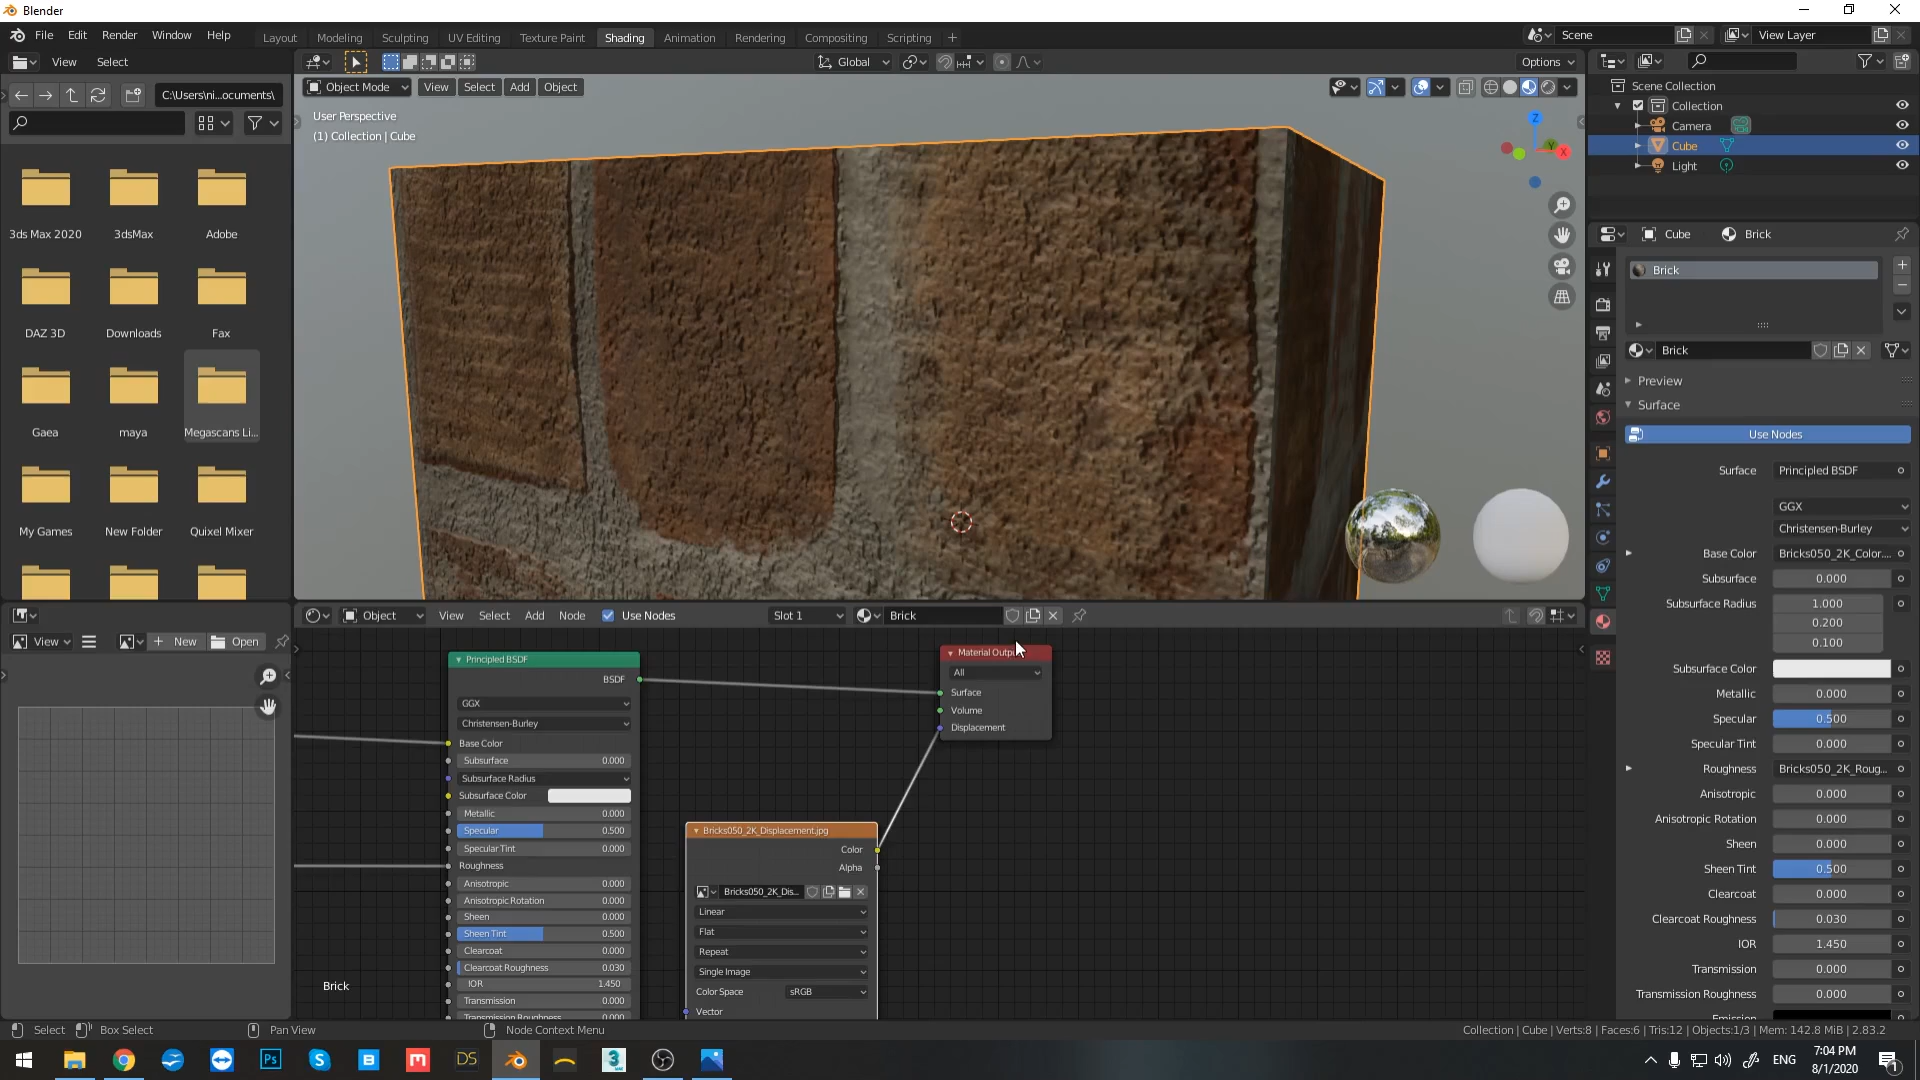 Blender
File Edit Render Window Help
Layout Modeling Sculpting UV Editing Texture Paint Shading Animation Rendering Compositing Scripting +
Scene
View Layer
View Select
Global
Options
C:\Users\ni...ocuments\
Object Mode View Select Add Object
User Perspective
(1) Collection | Cube
Z
Y
X
3ds Max 2020 3dsMax Adobe
DAZ 3D Downloads Fax
Gaea maya Megascans Li...
My Games New Folder Quixel Mixer
Scene Collection
Collection
Camera
Cube
Light
Cube Brick
Brick
Brick
Preview
Surface
Use Nodes
Surface Principled BSDF
GGX
Christensen-Burley
Base Color Bricks050_2K_Color....
Subsurface 0.000
Subsurface Radius 1.000
0.200
0.100
Subsurface Color
Metallic 0.000
Specular 0.500
Specular Tint 0.000
Roughness Bricks050_2K_Roug...
Anisotropic 0.000
Anisotropic Rotation 0.000
Sheen 0.000
Sheen Tint 0.500
Clearcoat 0.000
Clearcoat Roughness 0.030
IOR 1.450
Transmission 0.000
Transmission Roughness 0.000
View New Open
Object View Select Add Node Use Nodes Slot 1 Brick
Principled BSDF
BSDF
GGX
Christensen-Burley
Base Color
Subsurface 0.000
Subsurface Radius
Subsurface Color
Metallic 0.000
Specular 0.500
Specular Tint 0.000
Roughness
Anisotropic 0.000
Anisotropic Rotation 0.000
Sheen 0.000
Sheen Tint 0.500
Clearcoat 0.000
Clearcoat Roughness 0.030
IOR 1.450
Transmission 0.000
Material Outpu
All
Surface
Volume
Displacement
Bricks050_2K_Displacement.jpg
Color
Alpha
Bricks050_2K_Dis...
Linear
Flat
Repeat
Single Image
Color Space sRGB
Vector
Brick
Select Box Select Pan View Node Context Menu
Collection | Cube | Verts:8 | Faces:6 | Tris:12 | Objects:1/3 | Mem: 142.8 MiB | 2.83.2
Ps
S
B
DS
3
ENG
7:04 PM
8/1/2020
1